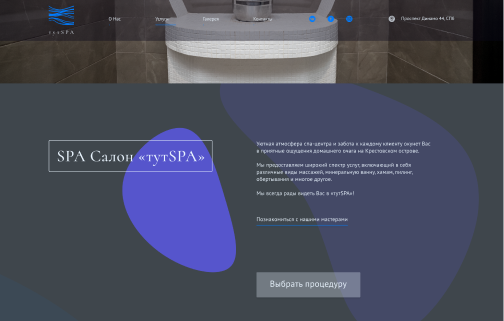 О Нас
Услуги
Галерея
Контакты
Проспект Динамо 44, СПб
тутSPA
SPA Салон «тутSPA»
Уютная атмосфера спа-центра и забота о каждому клиенту окунет Вас
в приятные ощущения домашнего очага на Крестовском острове.
Мы предоставляем широкий спектр услуг, включающий в себя
различные виды массажей, минеральную ванну, хамам, пилинг,
обертывания и многое другое.
Мы всегда рады видеть Вас в «тутSPA»!
Познакомиться с нашими мастерами
Выбрать процедуру